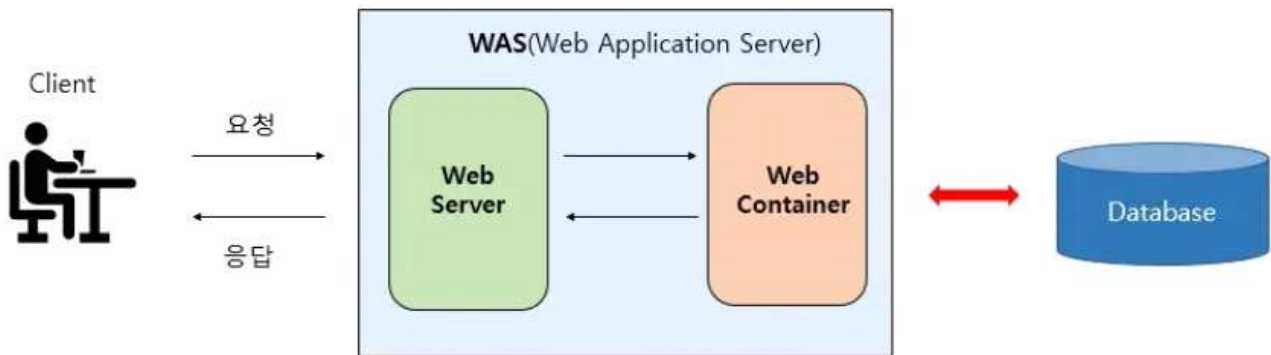 WAS(Web Application Server)
Client
요청
Web
Server
Web
Container
Database
응답